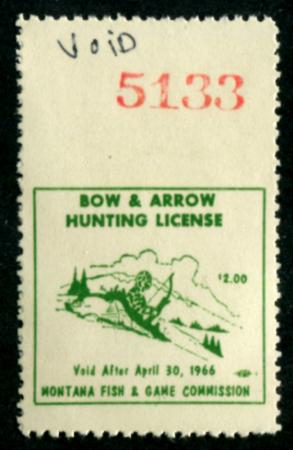 VOID
5133
BOW & ARROW
HUNTING LICENSE
$2.00
Void After April 30, 1966
MONTANA FISH & GAME COMMISSION